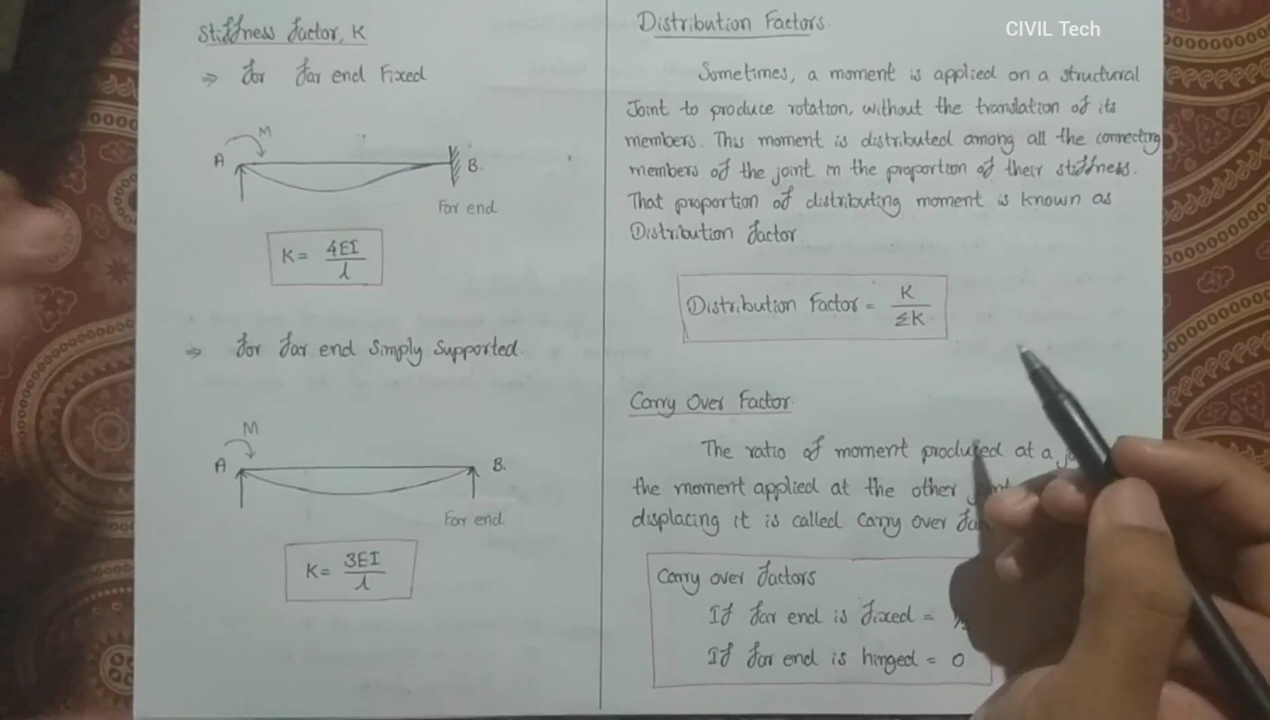 Stiffness Factor, K
⇒ For Far end Fixed
M
A
B.
Far end
K = 4EI / l
⇒ For Far end Simply Supported.
M
A
B.
Far end
K = 3EI / l
CIVIL Tech
Distribution Factors.
Sometimes, a moment is applied on a structural
Joint to produce rotation, without the translation of its
members. This moment is distributed among all the connecting
members of the joint in the proportion of their stiffness.
That proportion of distributing moment is known as
Distribution factor.
Distribution Factor = K / ΣK
Carry Over Factor
The ratio of moment produced at a
the moment applied at the other
displacing it is called Carry over
Carry over factors
If far end is fixed =
If far end is hinged = 0